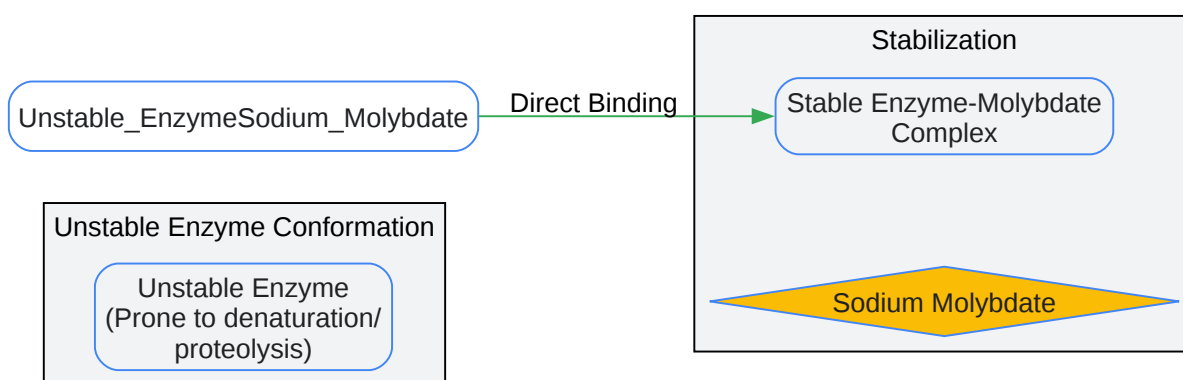 Unstable_EnzymeSodium_Molybdate
Direct Binding
Stabilization
Stable Enzyme-Molybdate
Complex
Sodium Molybdate
Unstable Enzyme Conformation
Unstable Enzyme
(Prone to denaturation/
proteolysis)